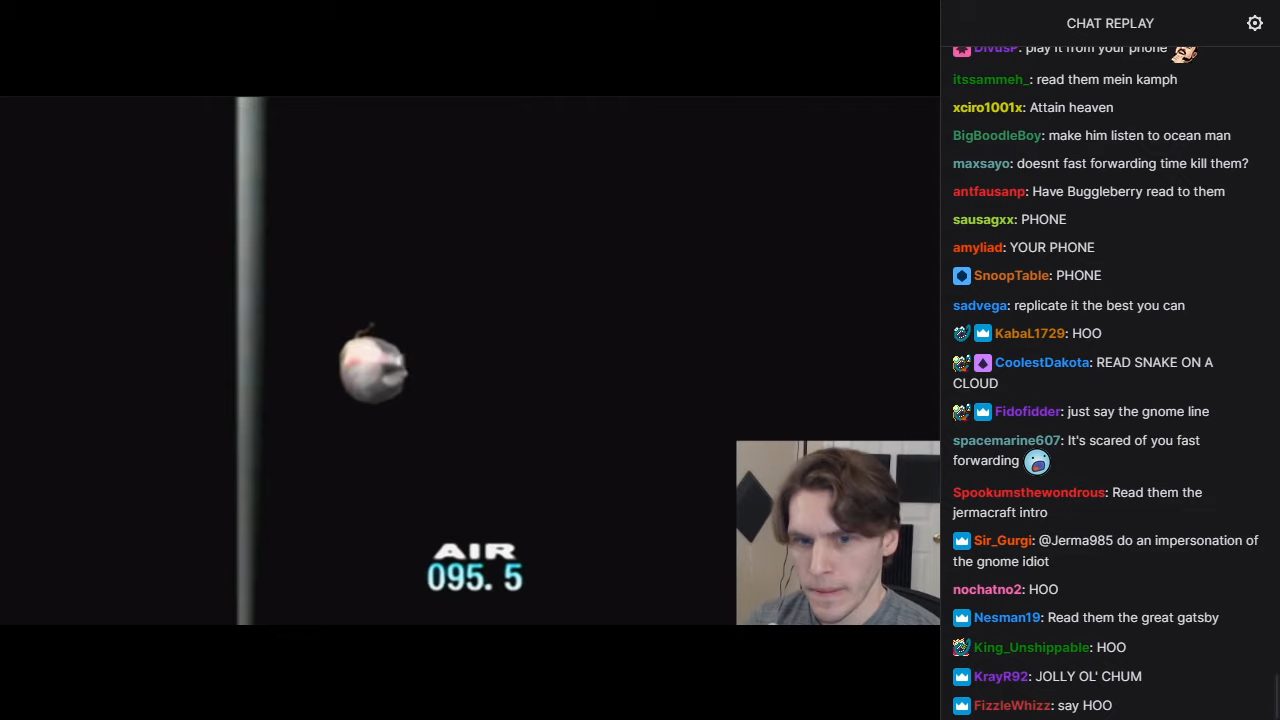 CHAT REPLAY
DivusP: play it from your phone
itssammeh_: read them mein kamph
xciro1001x: Attain heaven
BigBoodleBoy: make him listen to ocean man
maxsayo: doesnt fast forwarding time kill them?
antfausanp: Have Buggleberry read to them
sausagxx: PHONE
amyliad: YOUR PHONE
SnoopTable: PHONE
sadvega: replicate it the best you can
KabaL1729: HOO
CoolestDakota: READ SNAKE ON A
CLOUD
Fidofidder: just say the gnome line
spacemarine607: It's scared of you fast
forwarding
Spookumsthewondrous: Read them the
jermacraft intro
Sir_Gurgi: @Jerma985 do an impersonation of
the gnome idiot
nochatno2: HOO
Nesman19: Read them the great gatsby
King_Unshippable: HOO
KrayR92: JOLLY OL' CHUM
FizzleWhizz: say HOO
AIR
095. 5